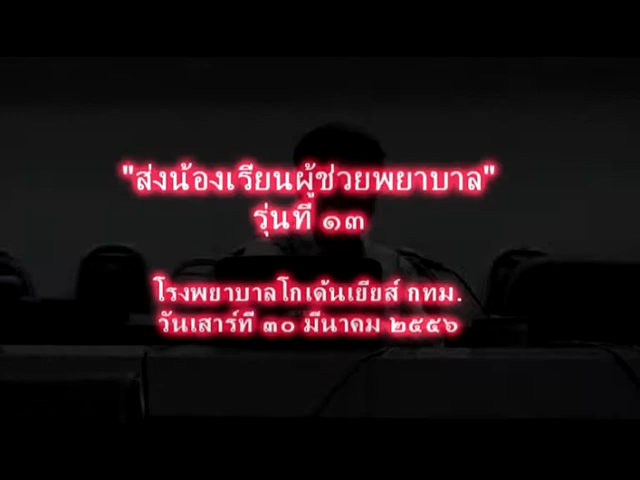 "ส่งน้องเรียนผู้ช่วยพยาบาล"
รุ่นที่ ๑๓
โรงพยาบาลโกเด้นเยียส์ กทม.
วันเสาร์ที่ ๓๐ มีนาคม ๒๕๕๖